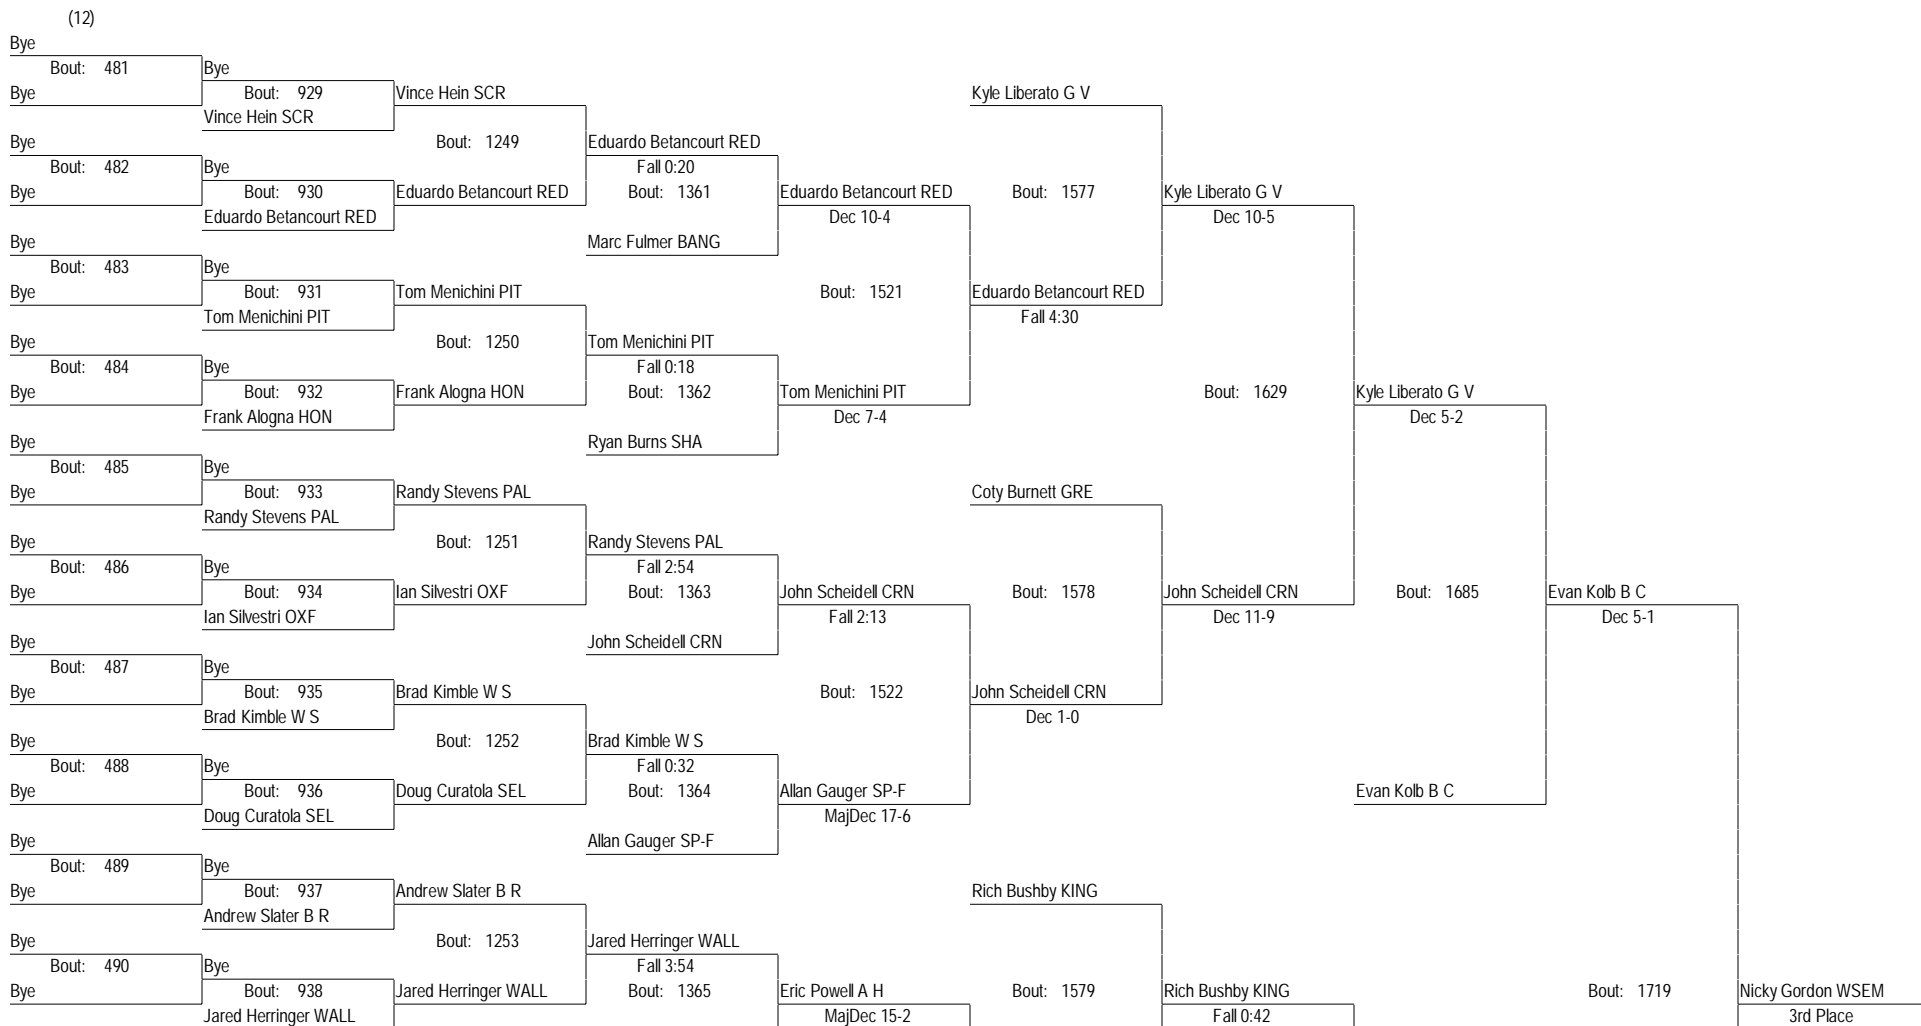 (12)
Bye
Bout: 481 Bye
Bye Bout: 929 Vince Hein SCR Kyle Liberato G V
Vince Hein SCR
Bye Bout: 1249 Eduardo Betancourt RED
Bout: 482 Bye Fall 0:20
Bye Bout: 930 Eduardo Betancourt RED Bout: 1361 Eduardo Betancourt RED Bout: 1577 Kyle Liberato G V
Eduardo Betancourt RED Dec 10-4 Dec 10-5
Bye Marc Fulmer BANG
Bout: 483 Bye
Bye Bout: 931 Tom Menichini PIT Bout: 1521 Eduardo Betancourt RED
Tom Menichini PIT Fall 4:30
Bye Bout: 1250 Tom Menichini PIT
Bout: 484 Bye Fall 0:18
Bye Bout: 932 Frank Alogna HON Bout: 1362 Tom Menichini PIT Bout: 1629 Kyle Liberato G V
Frank Alogna HON Dec 7-4 Dec 5-2
Bye Ryan Burns SHA
Bout: 485 Bye
Bye Bout: 933 Randy Stevens PAL Coty Burnett GRE
Randy Stevens PAL
Bye Bout: 1251 Randy Stevens PAL
Bout: 486 Bye Fall 2:54
Bye Bout: 934 Ian Silvestri OXF Bout: 1363 John Scheidell CRN Bout: 1578 John Scheidell CRN Bout: 1685 Evan Kolb B C
Ian Silvestri OXF Fall 2:13 Dec 11-9 Dec 5-1
Bye John Scheidell CRN
Bout: 487 Bye
Bye Bout: 935 Brad Kimble W S Bout: 1522 John Scheidell CRN
Brad Kimble W S Dec 1-0
Bye Bout: 1252 Brad Kimble W S
Bout: 488 Bye Fall 0:32
Bye Bout: 936 Doug Curatola SEL Bout: 1364 Allan Gauger SP-F Evan Kolb B C
Doug Curatola SEL MajDec 17-6
Bye Allan Gauger SP-F
Bout: 489 Bye
Bye Bout: 937 Andrew Slater B R Rich Bushby KING
Andrew Slater B R
Bye Bout: 1253 Jared Herringer WALL
Bout: 490 Bye Fall 3:54
Bye Bout: 938 Jared Herringer WALL Bout: 1365 Eric Powell A H Bout: 1579 Rich Bushby KING Bout: 1719 Nicky Gordon WSEM
Jared Herringer WALL MajDec 15-2 Fall 0:42 3rd Place